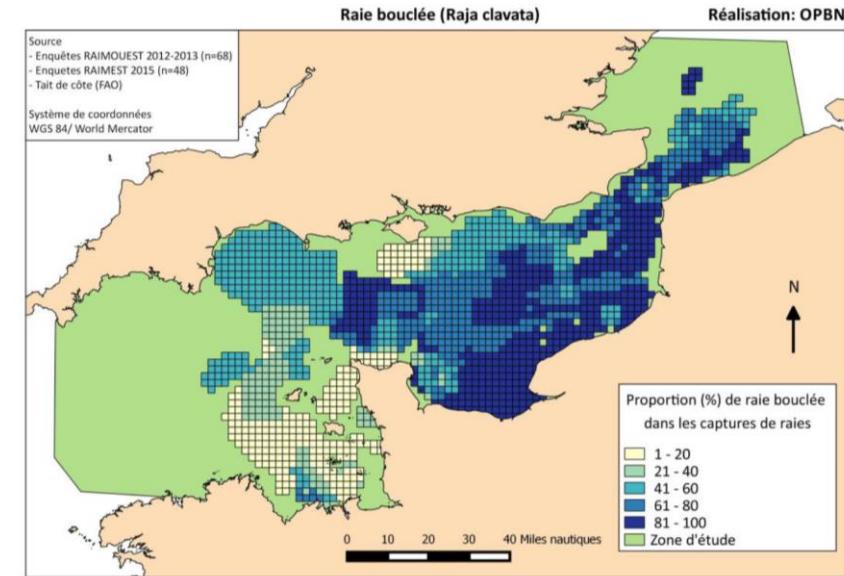 Raie bouclée (Raja clavata)
Réalisation: OPBN
Source
- Enquêtes RAIMOUEST 2012-2013 (n=68)
- Enquetes RAIMEST 2015 (n=48)
- Tait de côte (FAO)
Système de coordonnées
WGS 84/ World Mercator
N
Proportion (%) de raie bouclée
dans les captures de raies
1 - 20
21 - 40
41 - 60
61 - 80
81 - 100
Zone d'étude
0 10 20 30 40 Miles nautiques